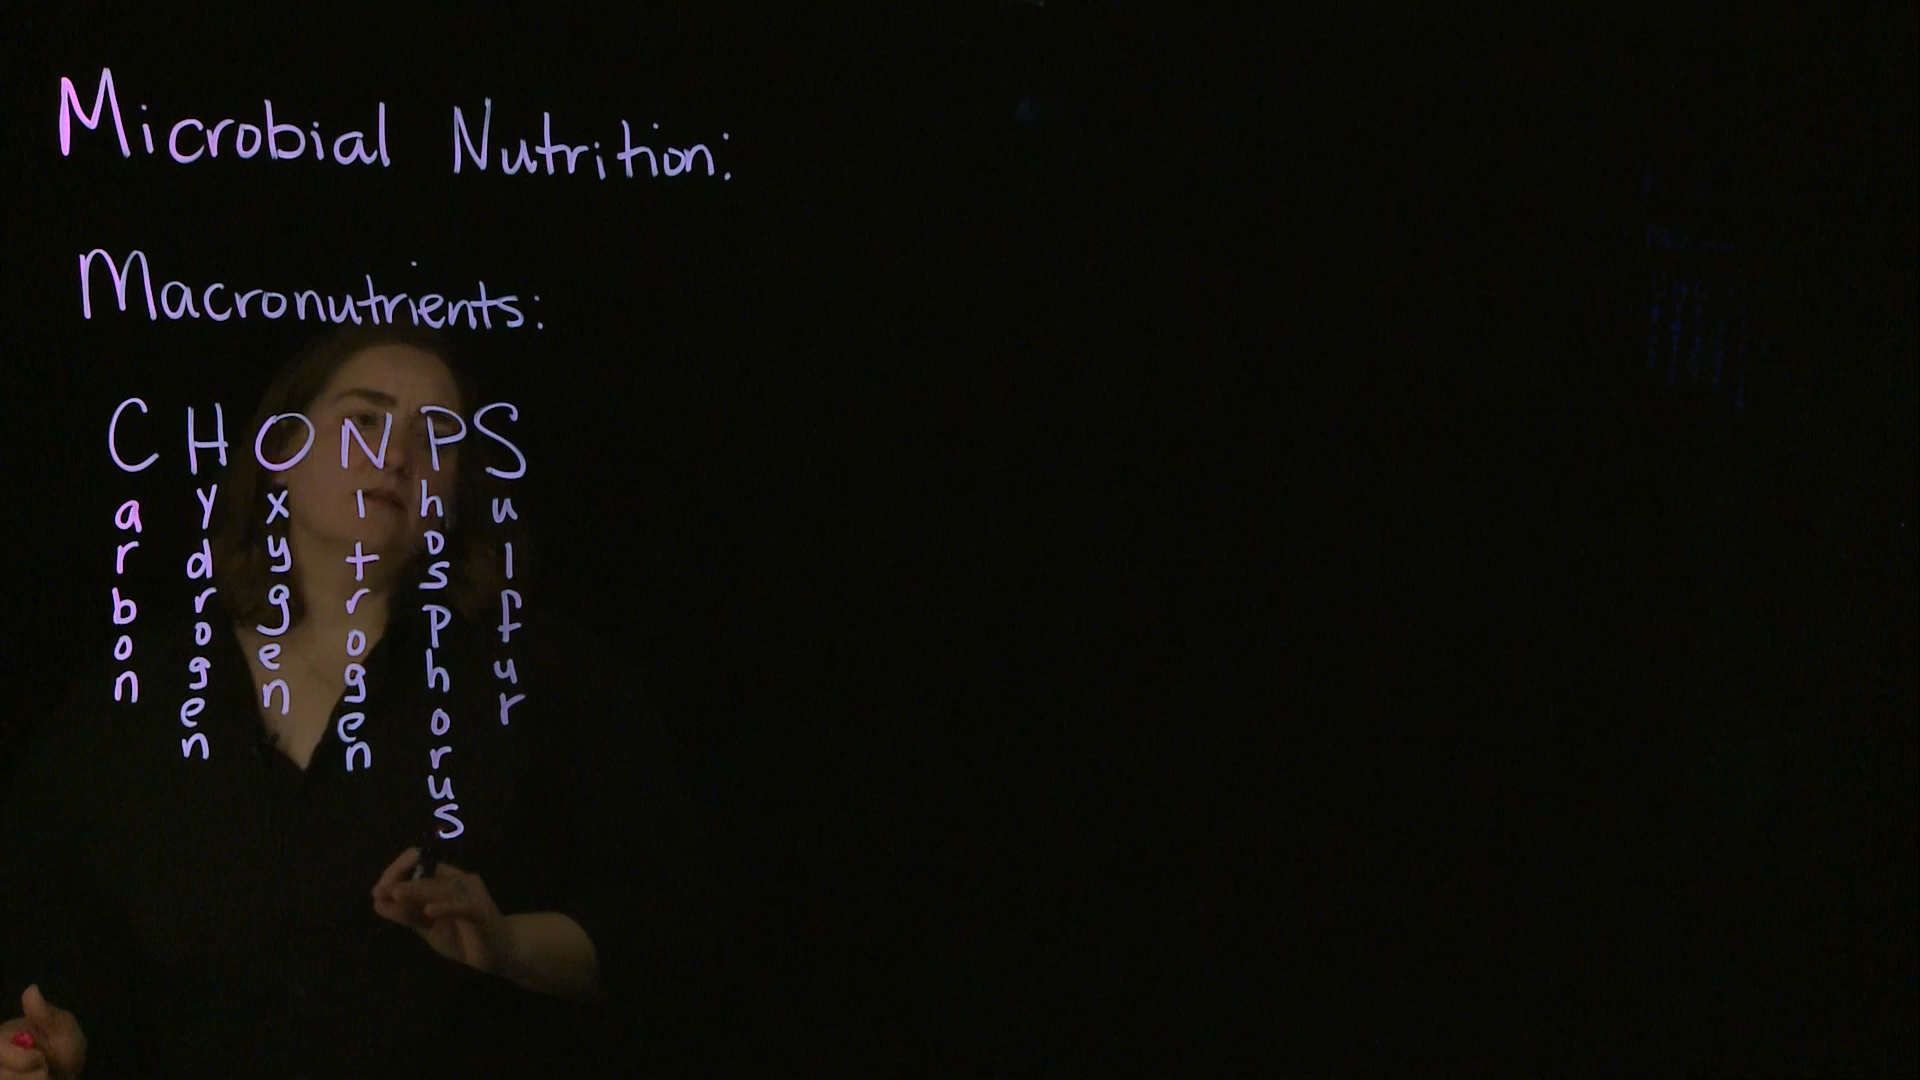 Microbial Nutrition:
Macronutrients:
C H O N P S
Carbon
Hydrogen
Oxygen
Nitrogen
Phosphorus
Sulfur